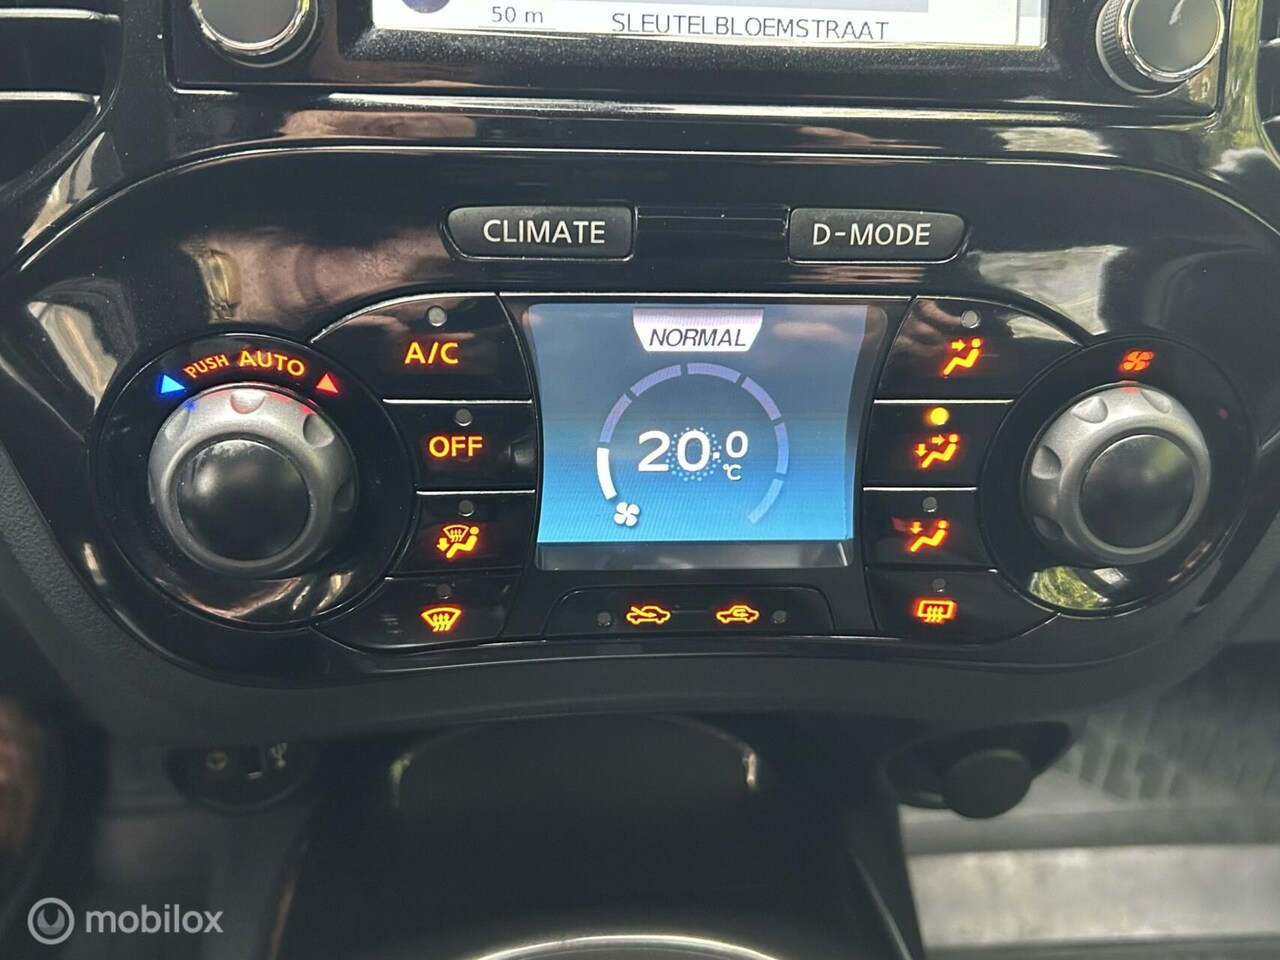 50 m
SLEUTELBLOEMSTRAAT
CLIMATE
D-MODE
PUSH AUTO
A/C
OFF
NORMAL
20.0
°C
mobilox